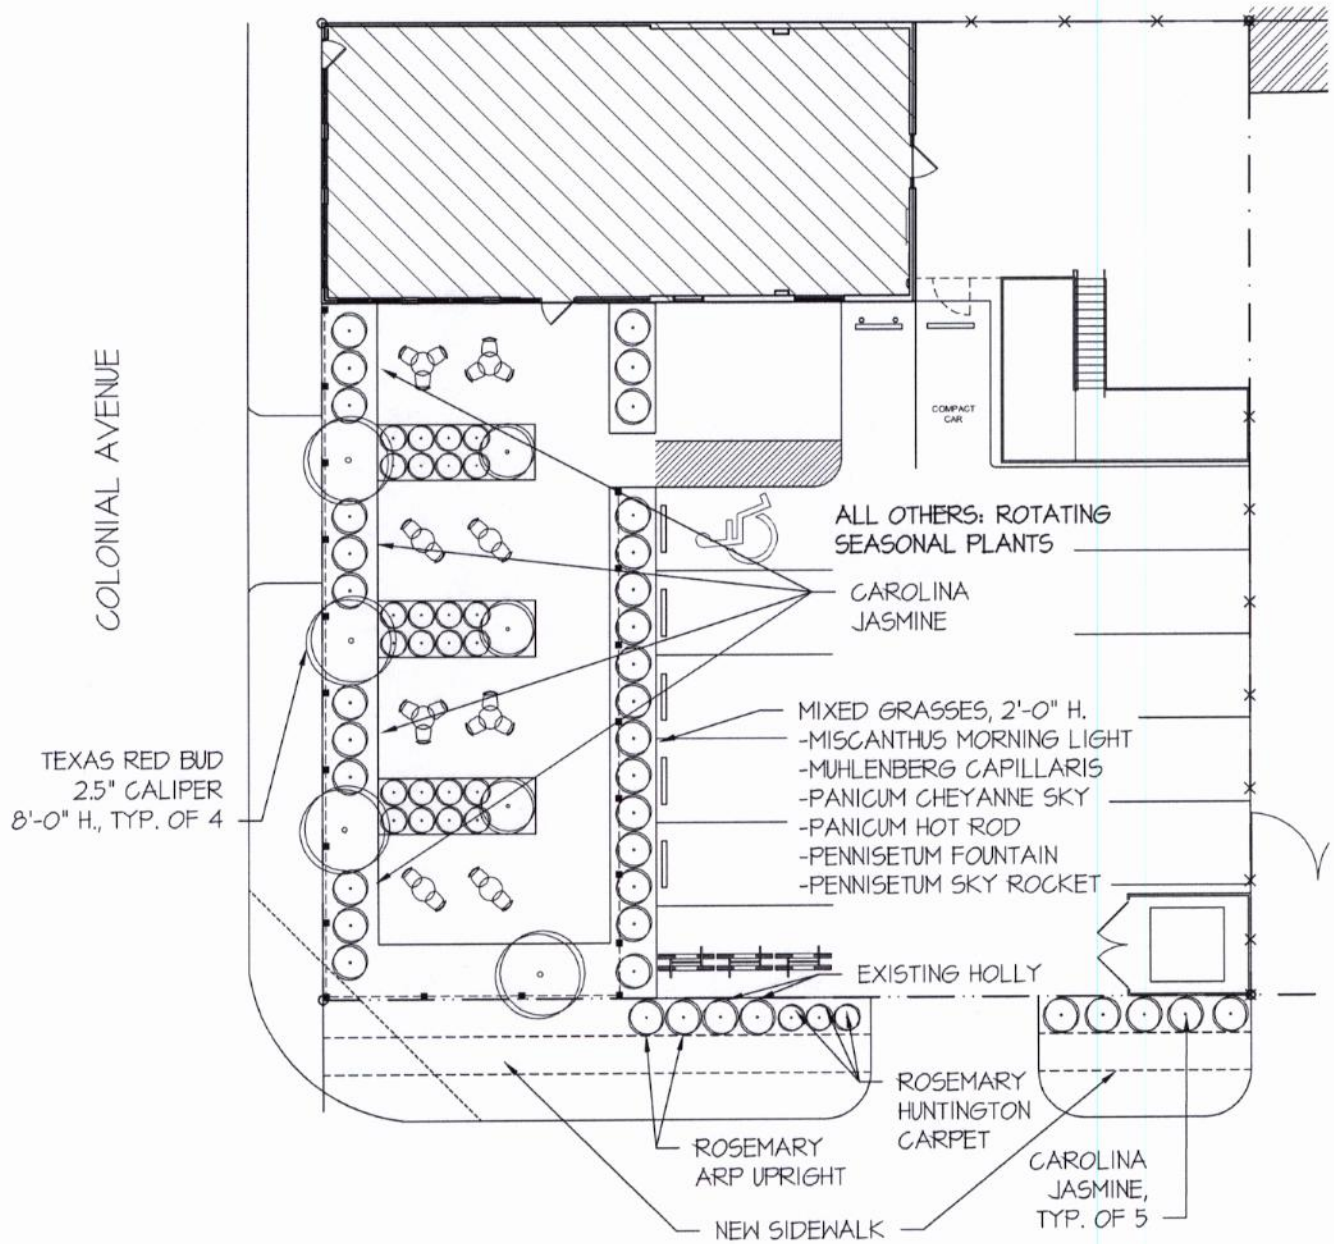 COLONIAL AVENUE
COMPACT
CAR
ALL OTHERS: ROTATING
SEASONAL PLANTS
CAROLINA
JASMINE
MIXED GRASSES, 2'-0" H.
-MISCANTHUS MORNING LIGHT
-MUHLENBERG CAPILLARIS
-PANICUM CHEYANNE SKY
-PANICUM HOT ROD
-PENNISETUM FOUNTAIN
-PENNISETUM SKY ROCKET
TEXAS RED BUD
2.5" CALIPER
8'-0" H., TYP. OF 4
EXISTING HOLLY
ROSEMARY
HUNTINGTON
CARPET
ROSEMARY
ARP UPRIGHT
CAROLINA
JASMINE,
TYP. OF 5
NEW SIDEWALK